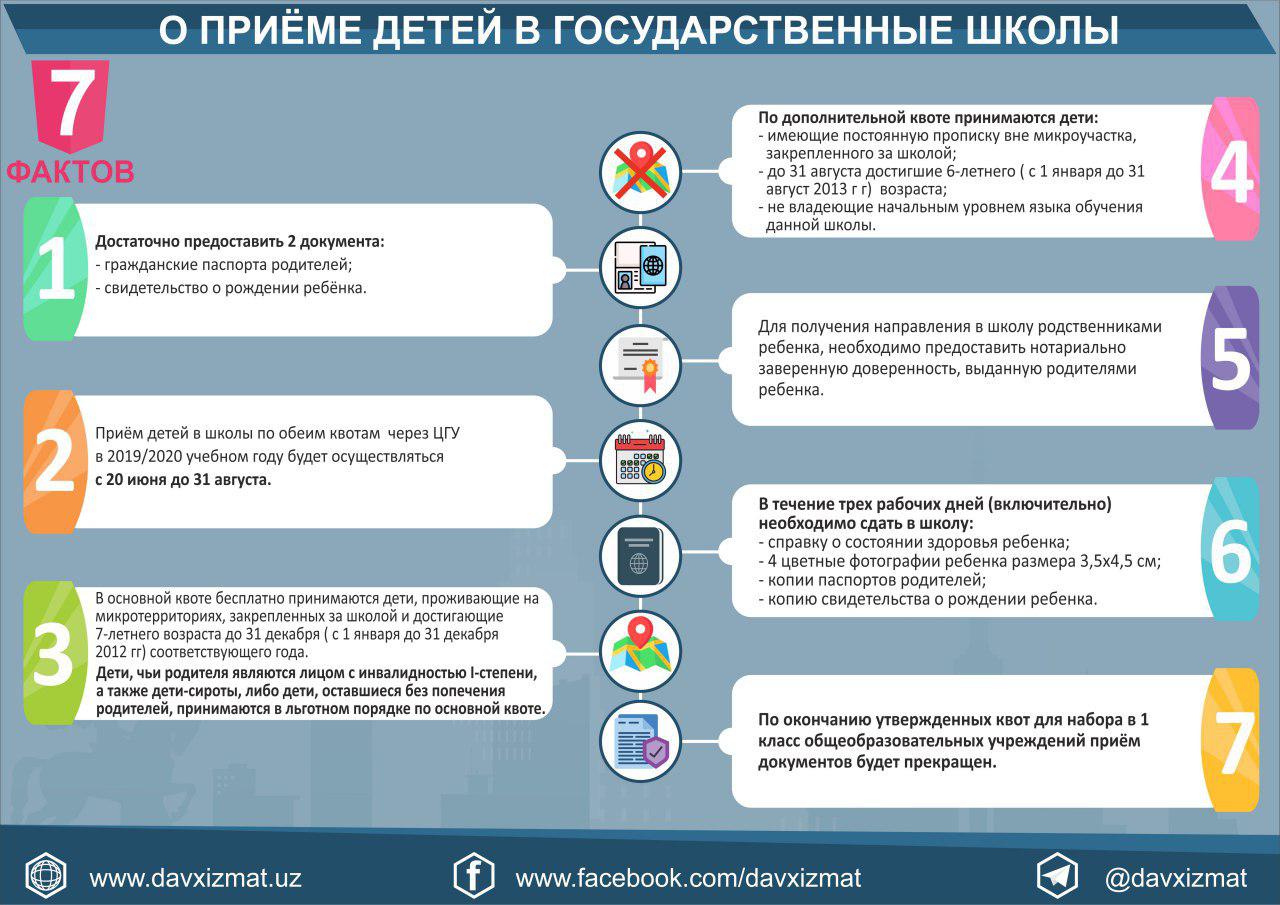 О ПРИЁМЕ ДЕТЕЙ В ГОСУДАРСТВЕННЫЕ ШКОЛЫ
7
ФАКТОВ
1
Достаточно предоставить 2 документа:
- гражданские паспорта родителей;
- свидетельство о рождении ребёнка.
2
Приём детей в школы по обеим квотам через ЦГУ
в 2019/2020 учебном году будет осуществляться
с 20 июня до 31 августа.
3
В основной квоте бесплатно принимаются дети, проживающие на
микротерриториях, закрепленных за школой и достигающие
7-летнего возраста до 31 декабря ( с 1 января до 31 декабря
2012 гг) соответствующего года.
Дети, чьи родителя являются лицом с инвалидностью I-степени,
а также дети-сироты, либо дети, оставшиеся без попечения
родителей, принимаются в льготном порядке по основной квоте.
4
По дополнительной квоте принимаются дети:
- имеющие постоянную прописку вне микроучастка,
закрепленного за школой;
- до 31 августа достигшие 6-летнего ( с 1 января до 31
август 2013 г г) возраста;
- не владеющие начальным уровнем языка обучения
данной школы.
5
Для получения направления в школу родственниками
ребенка, необходимо предоставить нотариально
заверенную доверенность, выданную родителями
ребенка.
6
В течение трех рабочих дней (включительно)
необходимо сдать в школу:
- справку о состоянии здоровья ребенка;
- 4 цветные фотографии ребенка размера 3,5х4,5 см;
- копии паспортов родителей;
- копию свидетельства о рождении ребенка.
7
По окончанию утвержденных квот для набора в 1
класс общеобразовательных учреждений приём
документов будет прекращен.
www.davxizmat.uz
www.facebook.com/davxizmat
@davxizmat